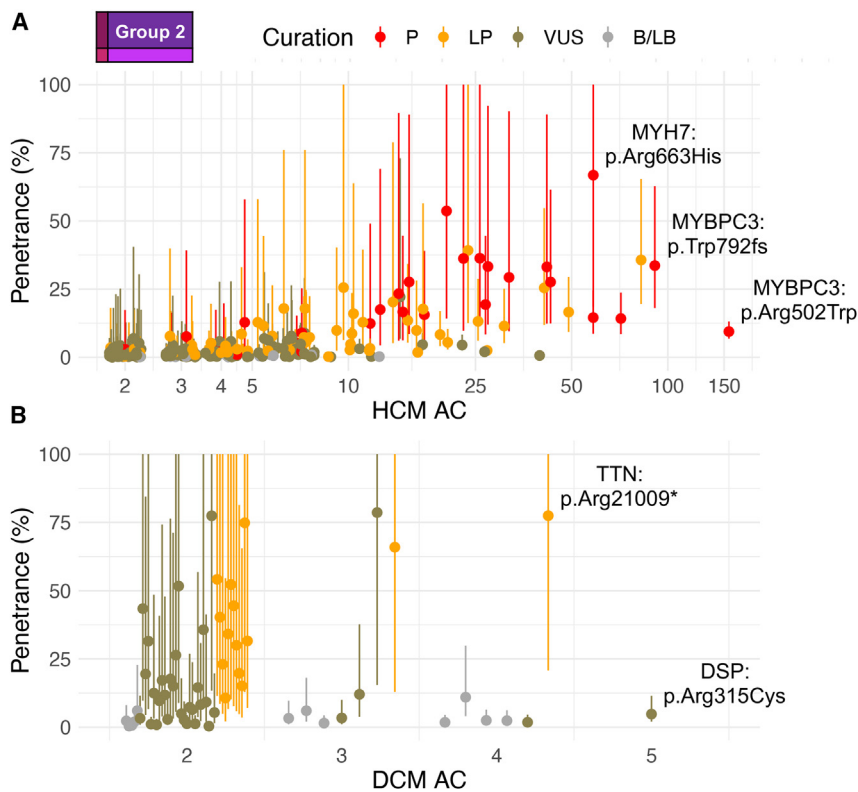 A
Group 2
Curation P LP VUS B/LB
Penetrance (%)
100
75
50
25
0
MYH7:
p.Arg663His
MYBPC3:
p.Trp792fs
MYBPC3:
p.Arg502Trp
2 3 4 5 10 25 50 100 150
HCM AC
B
Penetrance (%)
100
75
50
25
0
TTN:
p.Arg21009*
DSP:
p.Arg315Cys
2 3 4 5
DCM AC